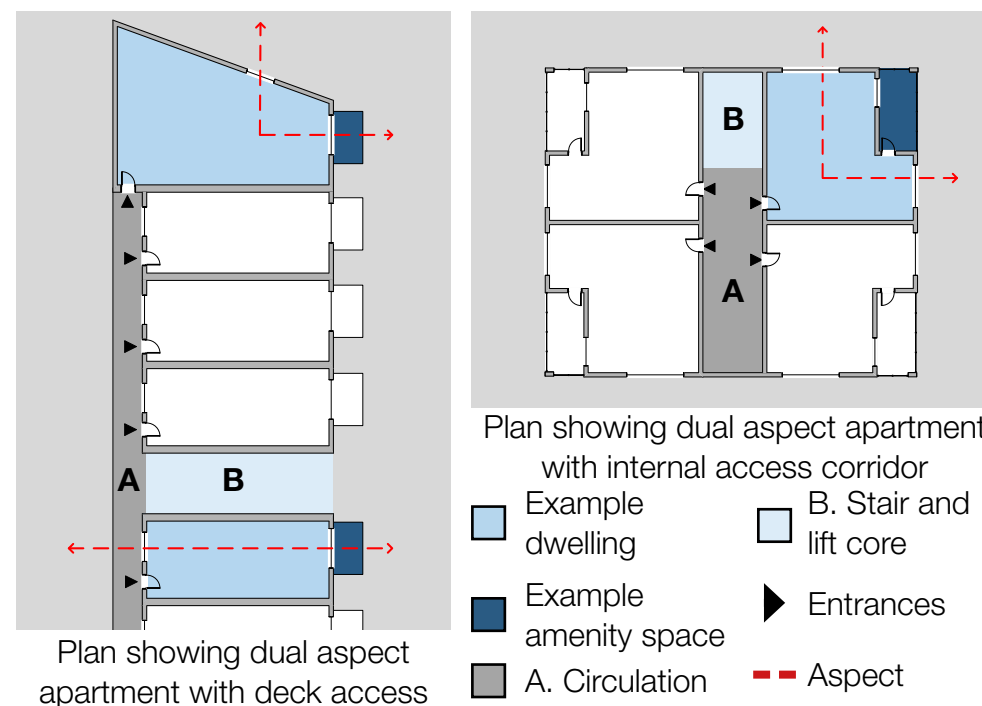 A
B
Plan showing dual aspect
apartment with deck access
B
A
Plan showing dual aspect apartment
with internal access corridor
Example
dwelling
B. Stair and
lift core
Example
amenity space
Entrances
A. Circulation
Aspect